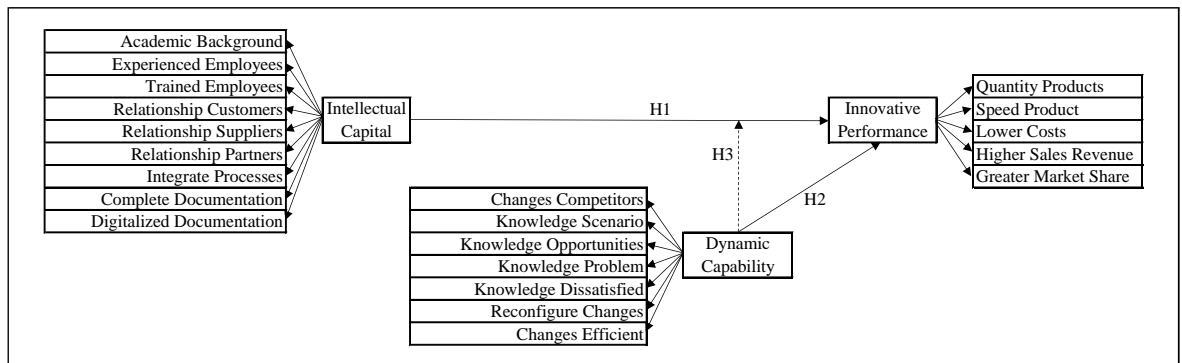 Academic Background
Experienced Employees
Trained Employees
Relationship Customers
Relationship Suppliers
Relationship Partners
Integrate Processes
Complete Documentation
Digitalized Documentation
Intellectual
Capital
H1
H3
H2
Innovative
Performance
Quantity Products
Speed Product
Lower Costs
Higher Sales Revenue
Greater Market Share
Changes Competitors
Knowledge Scenario
Knowledge Opportunities
Knowledge Problem
Knowledge Dissatisfied
Reconfigure Changes
Changes Efficient
Dynamic
Capability